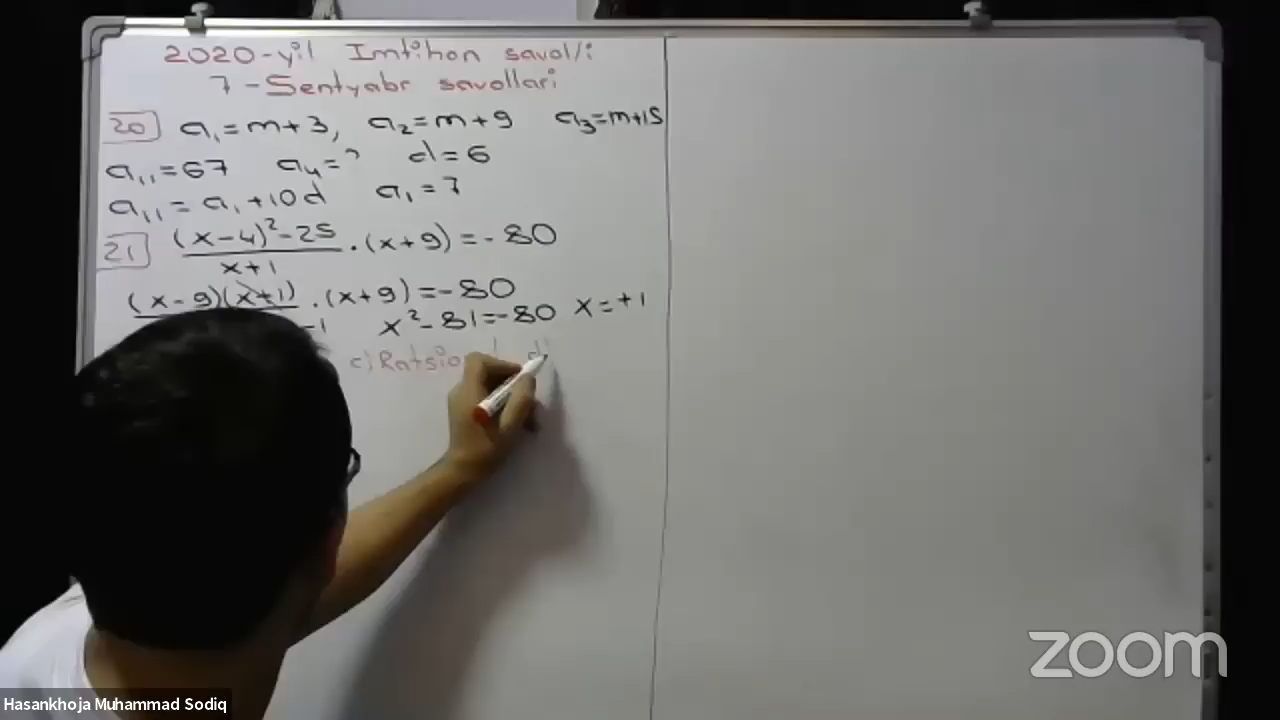 2020-yil Imtihon savol/i
7-Sentyabr savollari
20 a₁=m+3, a₂=m+9 a₃=m+15
a₁₁=67 a₄=? d=6
a₁₁=a₁+10d a₁=7
21 (x-4)²-25 / x+1 ·(x+9)=-80
(x-9)(x+1) ·(x+9)=-80
x²-81=-80 x=+1
c) d)
zoom
Hasankhoja Muhammad Sodiq